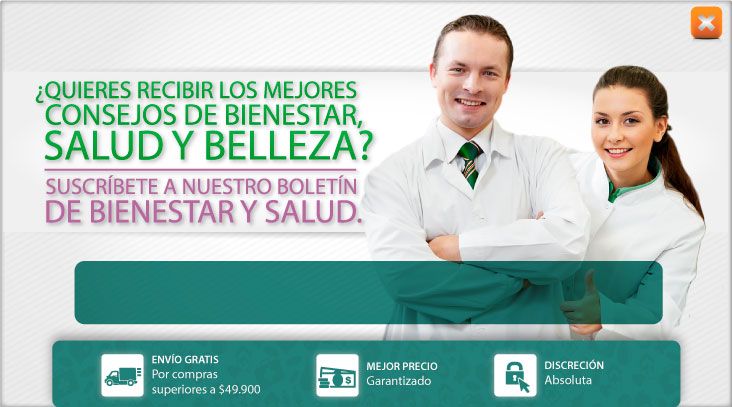 ¿QUIERES RECIBIR LOS MEJORES
CONSEJOS DE BIENESTAR,
SALUD Y BELLEZA?
SUSCRÍBETE A NUESTRO BOLETÍN
DE BIENESTAR Y SALUD.
ENVÍO GRATIS
Por compras
superiores a $49.900
MEJOR PRECIO
Garantizado
DISCRECIÓN
Absoluta